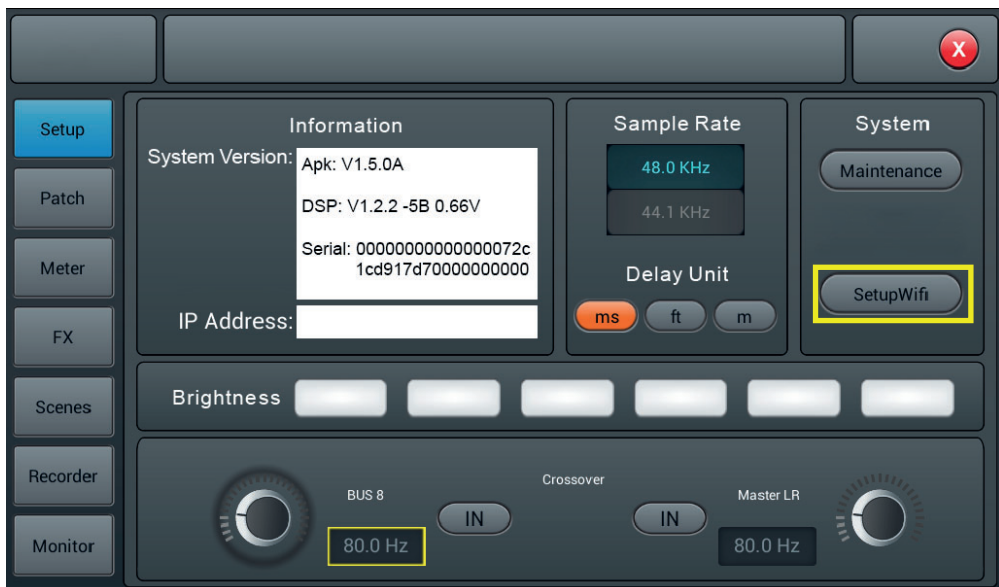 X
Setup
Patch
Meter
FX
Scenes
Recorder
Monitor
Information
System Version:
Apk: V1.5.0A
DSP: V1.2.2 -5B 0.66V
Serial: 00000000000000072c
1cd917d70000000000
IP Address:
Sample Rate
48.0 KHz
44.1 KHz
Delay Unit
ms ft m
System
Maintenance
SetupWifi
Brightness
Crossover
BUS 8
IN
80.0 Hz
Master LR
IN
80.0 Hz